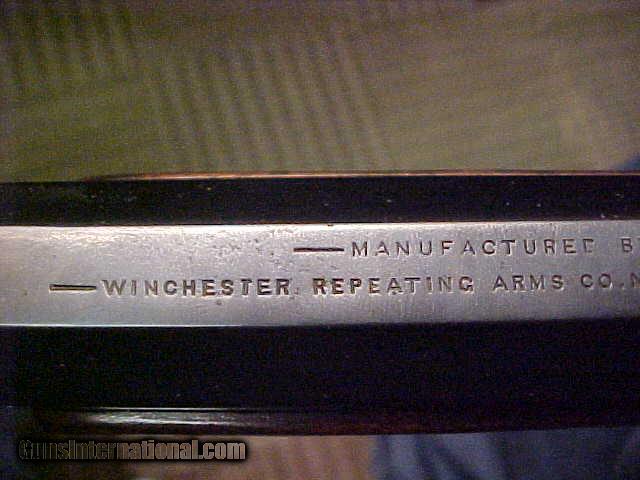 —MANUFACTURED B
—WINCHESTER. REPEATING ARMS CO. N
GunsInternational.com